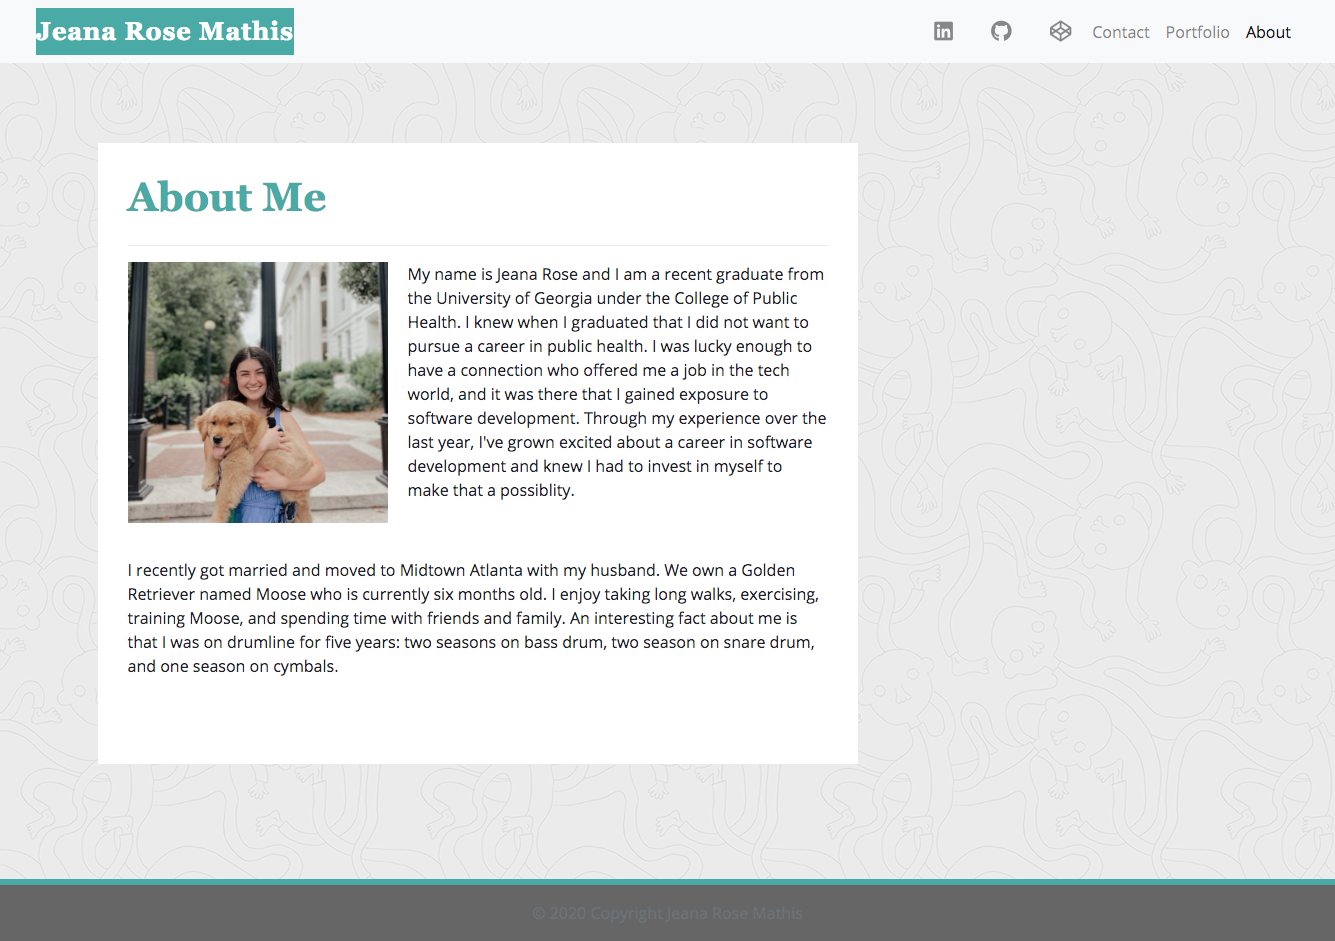 Jeana Rose Mathis
Contact Portfolio About
About Me
My name is Jeana Rose and I am a recent graduate from
the University of Georgia under the College of Public
Health. I knew when I graduated that I did not want to
pursue a career in public health. I was lucky enough to
have a connection who offered me a job in the tech
world, and it was there that I gained exposure to
software development. Through my experience over the
last year, I've grown excited about a career in software
development and knew I had to invest in myself to
make that a possiblity.
I recently got married and moved to Midtown Atlanta with my husband. We own a Golden
Retriever named Moose who is currently six months old. I enjoy taking long walks, exercising,
training Moose, and spending time with friends and family. An interesting fact about me is
that I was on drumline for five years: two seasons on bass drum, two season on snare drum,
and one season on cymbals.
© 2020 Copyright Jeana Rose Mathis